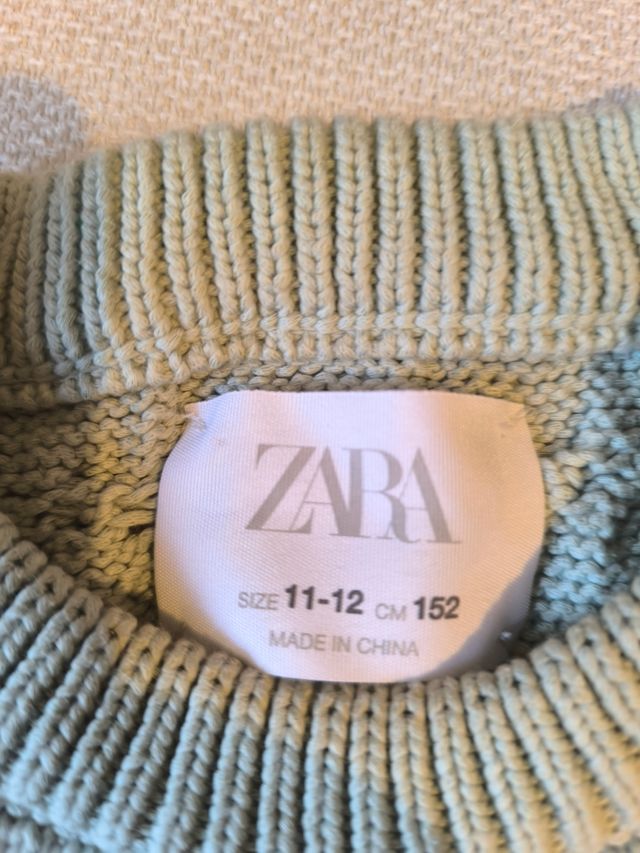 ZARA
SIZE 11-12 CM 152
MADE IN CHINA